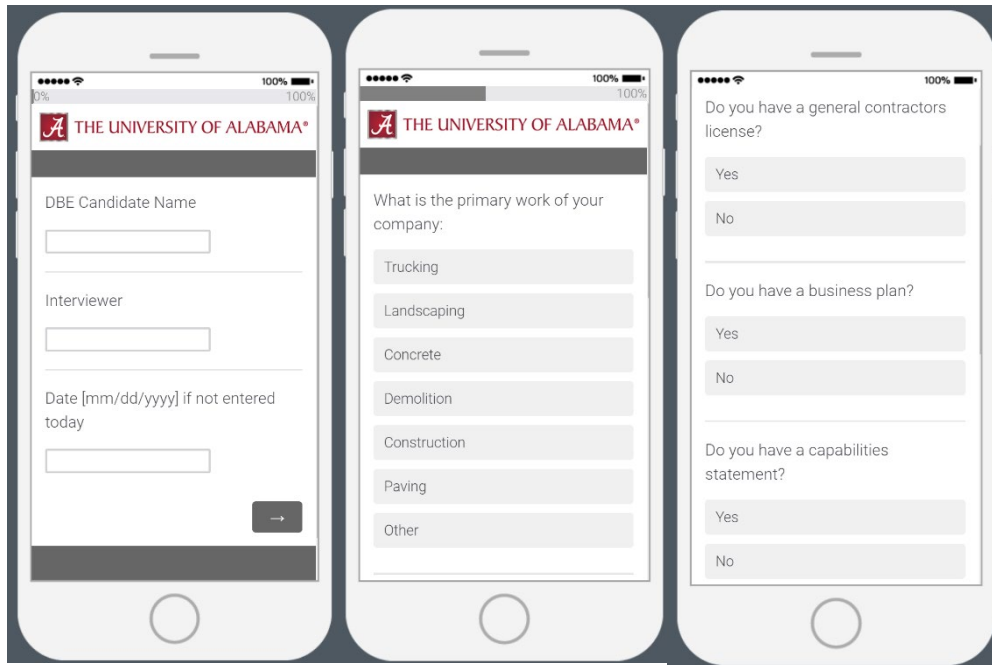 100%
0%
100%
A THE UNIVERSITY OF ALABAMA®
DBE Candidate Name
Interviewer
Date [mm/dd/yyyy] if not entered
today
→
100%
100%
A THE UNIVERSITY OF ALABAMA®
What is the primary work of your
company:
Trucking
Landscaping
Concrete
Demolition
Construction
Paving
Other
100%
Do you have a general contractors
license?
Yes
No
Do you have a business plan?
Yes
No
Do you have a capabilities
statement?
Yes
No